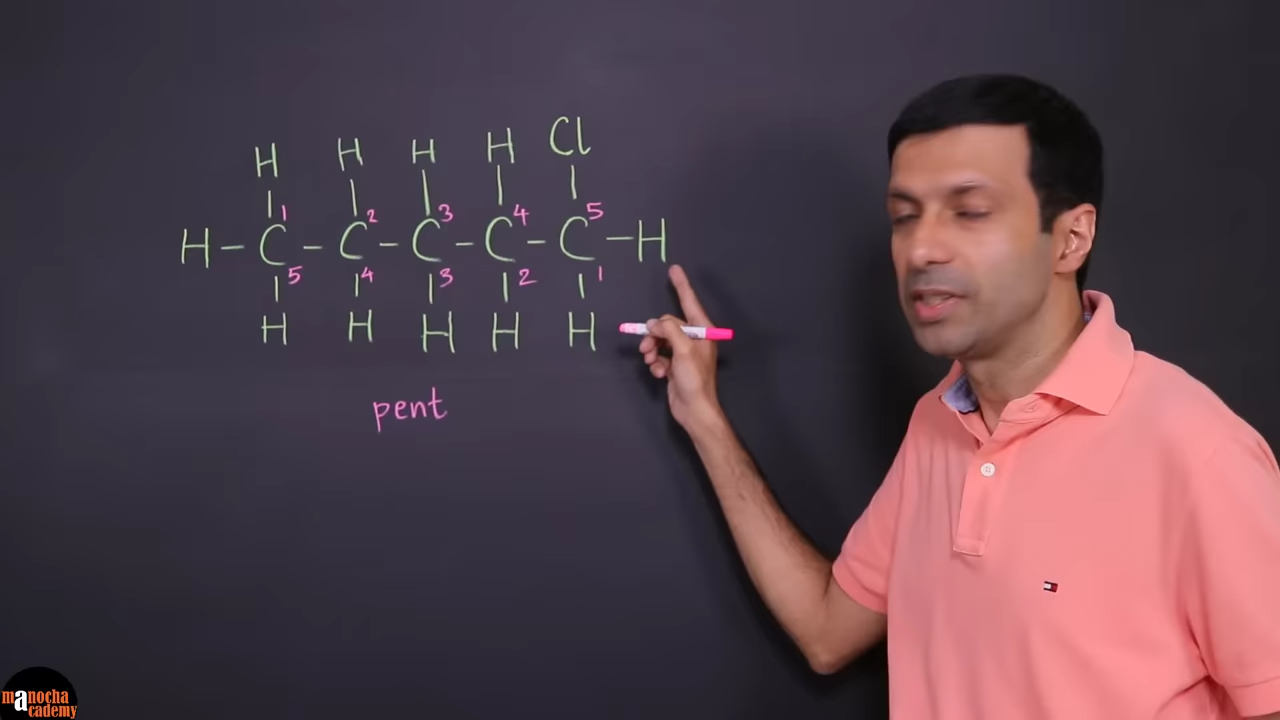 H H H H Cl
1 2 3 4 5
H–C–C–C–C–C–H
5 4 3 2 1
H H H H H
pent
manocha
academy